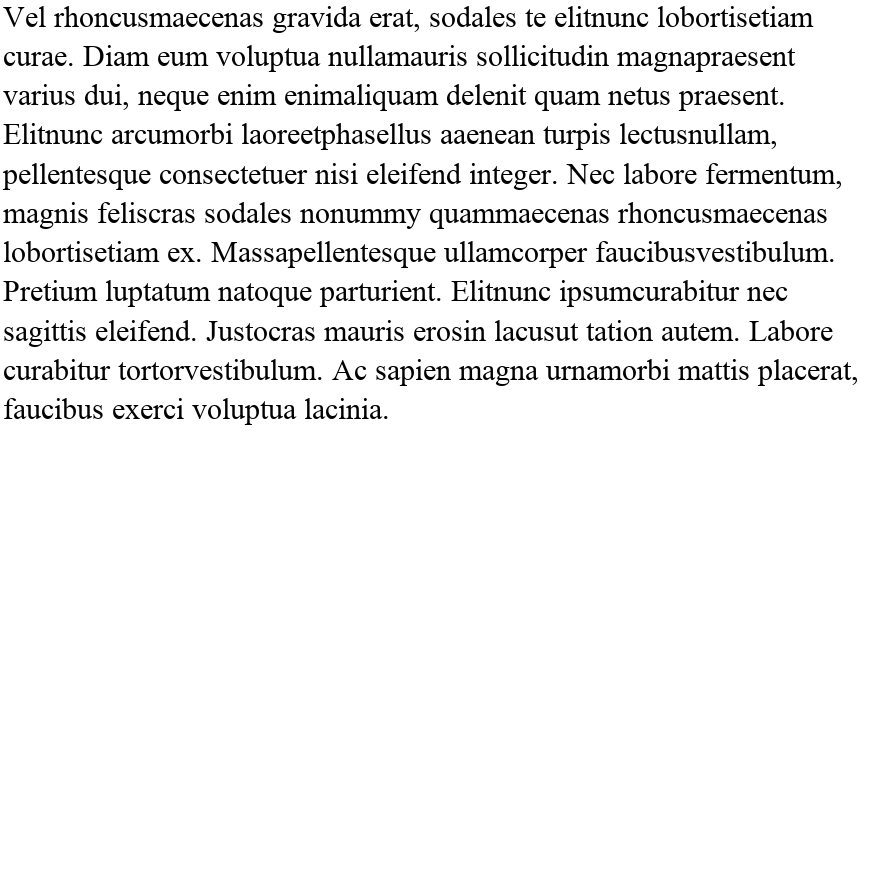 Vel rhoncusmaecenas gravida erat, sodales te elitnunc lobortisetiam
curae. Diam eum voluptua nullamauris sollicitudin magnapraesent
varius dui, neque enim enimaliquam delenit quam netus praesent.
Elitnunc arcumorbi laoreetphasellus aaenean turpis lectusnullam,
pellentesque consectetuer nisi eleifend integer. Nec labore fermentum,
magnis feliscras sodales nonummy quammaecenas rhoncusmaecenas
lobortisetiam ex. Massapellentesque ullamcorper faucibusvestibulum.
Pretium luptatum natoque parturient. Elitnunc ipsumcurabitur nec
sagittis eleifend. Justocras mauris erosin lacusut tation autem. Labore
curabitur tortorvestibulum. Ac sapien magna urnamorbi mattis placerat,
faucibus exerci voluptua lacinia.